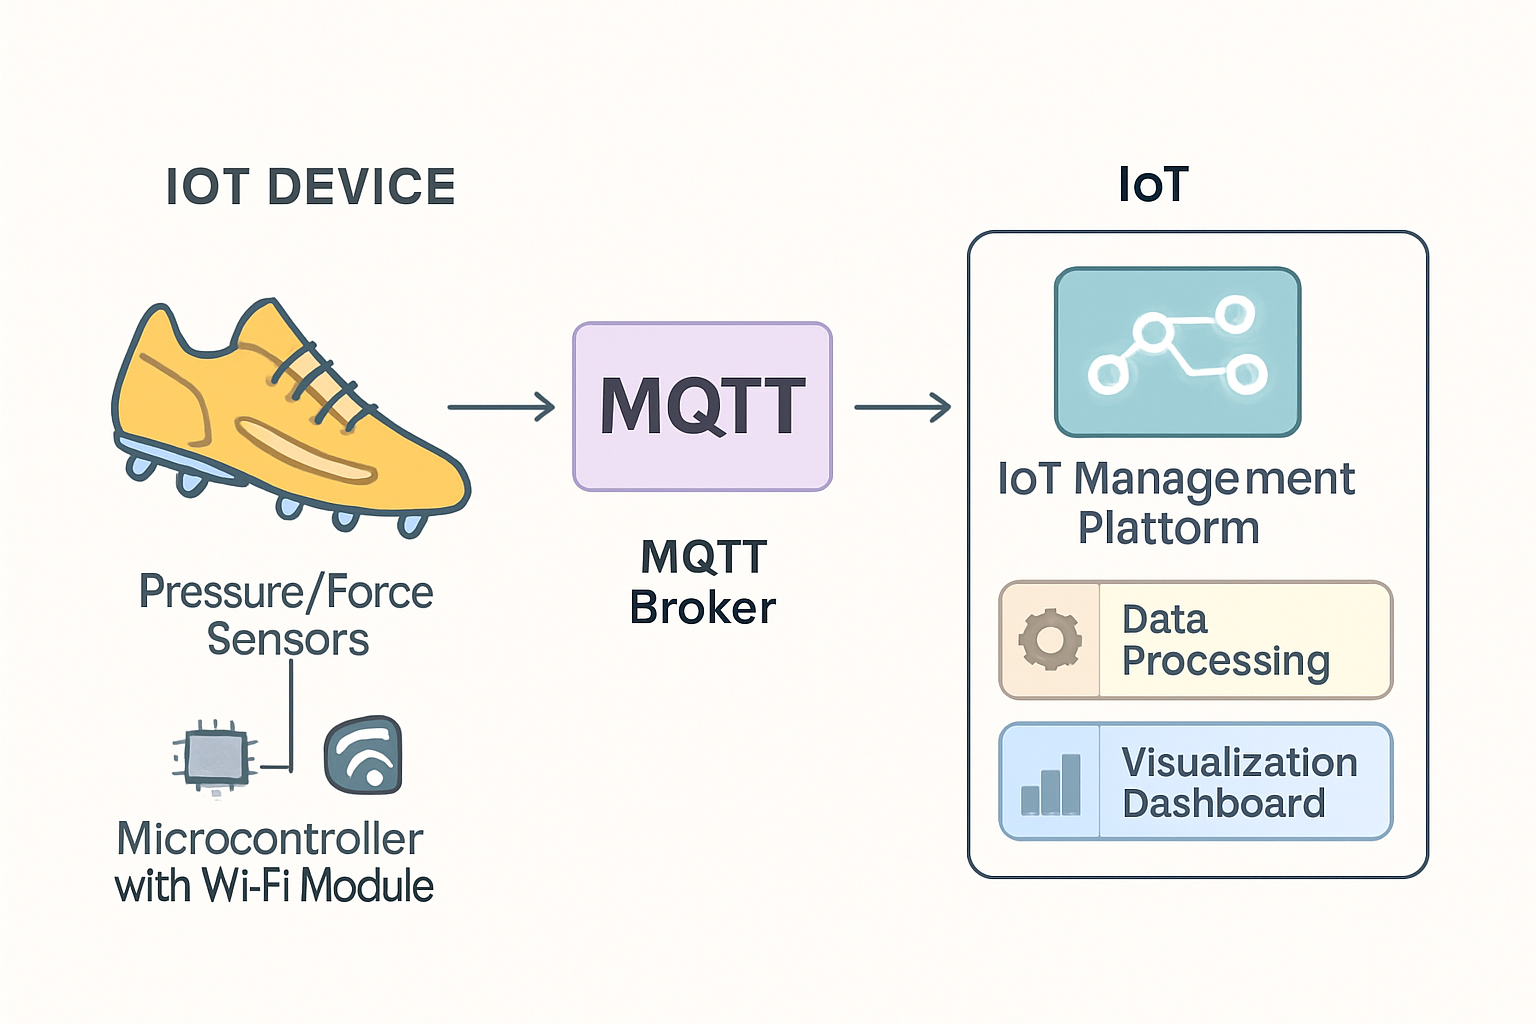 IOT DEVICE
Pressure/Force
Sensors
Microcontroller
with Wi-Fi Module
MQTT
MQTT
Broker
IoT
IoT Management
Plattorm
Data
Processing
Visualization
Dashboard